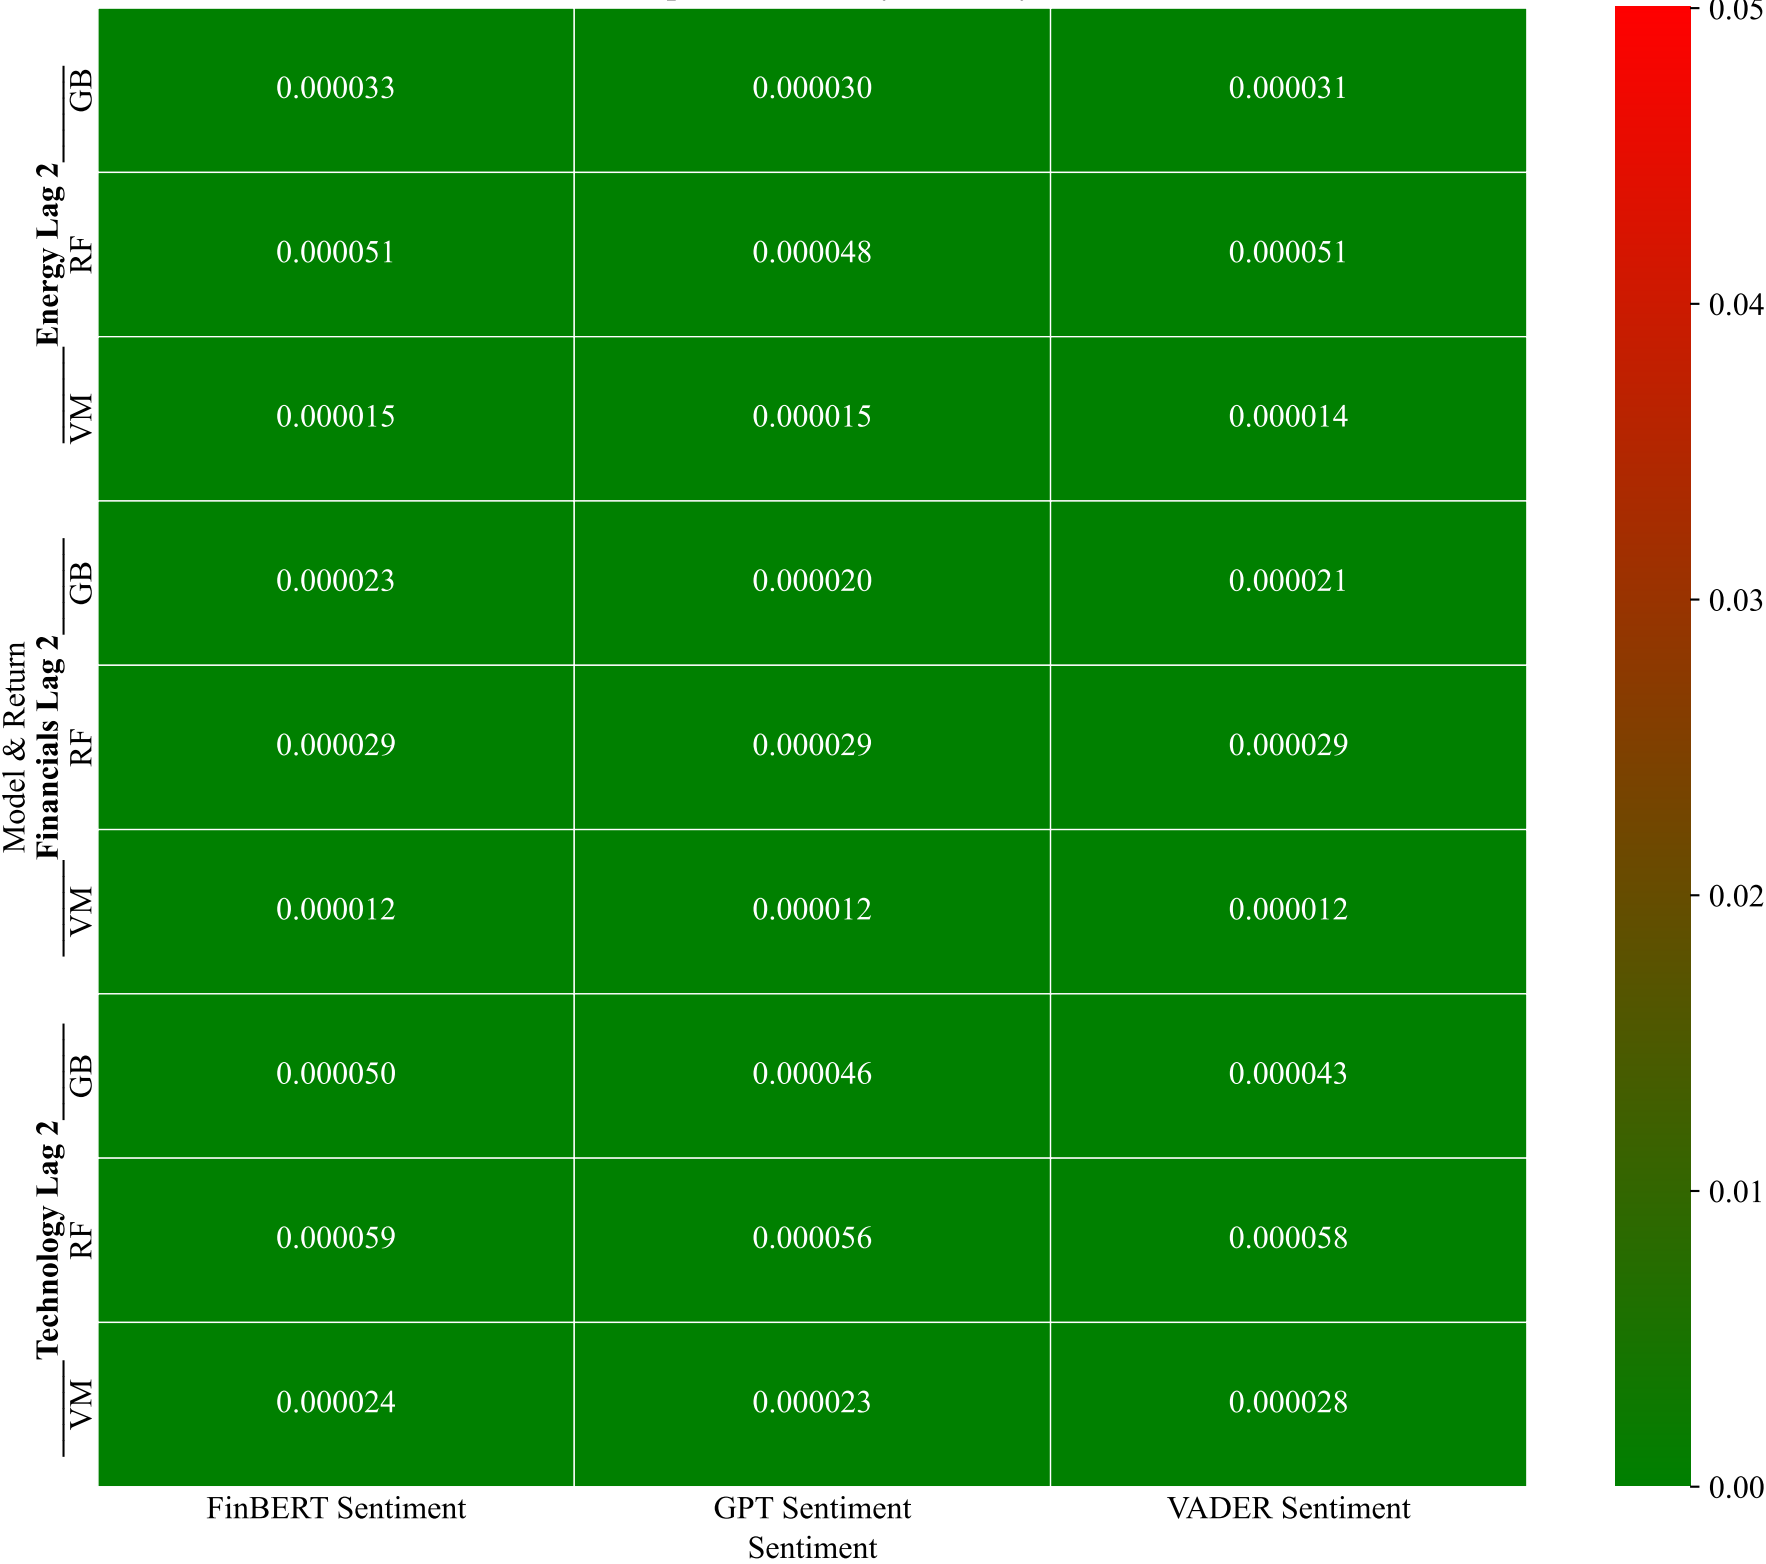 0.05
GB 0.000033 0.000030 0.000031
Energy Lag 2
RF 0.000051 0.000048 0.000051
0.04
VM 0.000015 0.000015 0.000014
GB 0.000023 0.000020 0.000021
0.03
Model & Return
Financials Lag 2
RF 0.000029 0.000029 0.000029
0.02
VM 0.000012 0.000012 0.000012
GB 0.000050 0.000046 0.000043
0.01
Technology Lag 2
RF 0.000059 0.000056 0.000058
VM 0.000024 0.000023 0.000028
0.00
FinBERT Sentiment GPT Sentiment VADER Sentiment
Sentiment